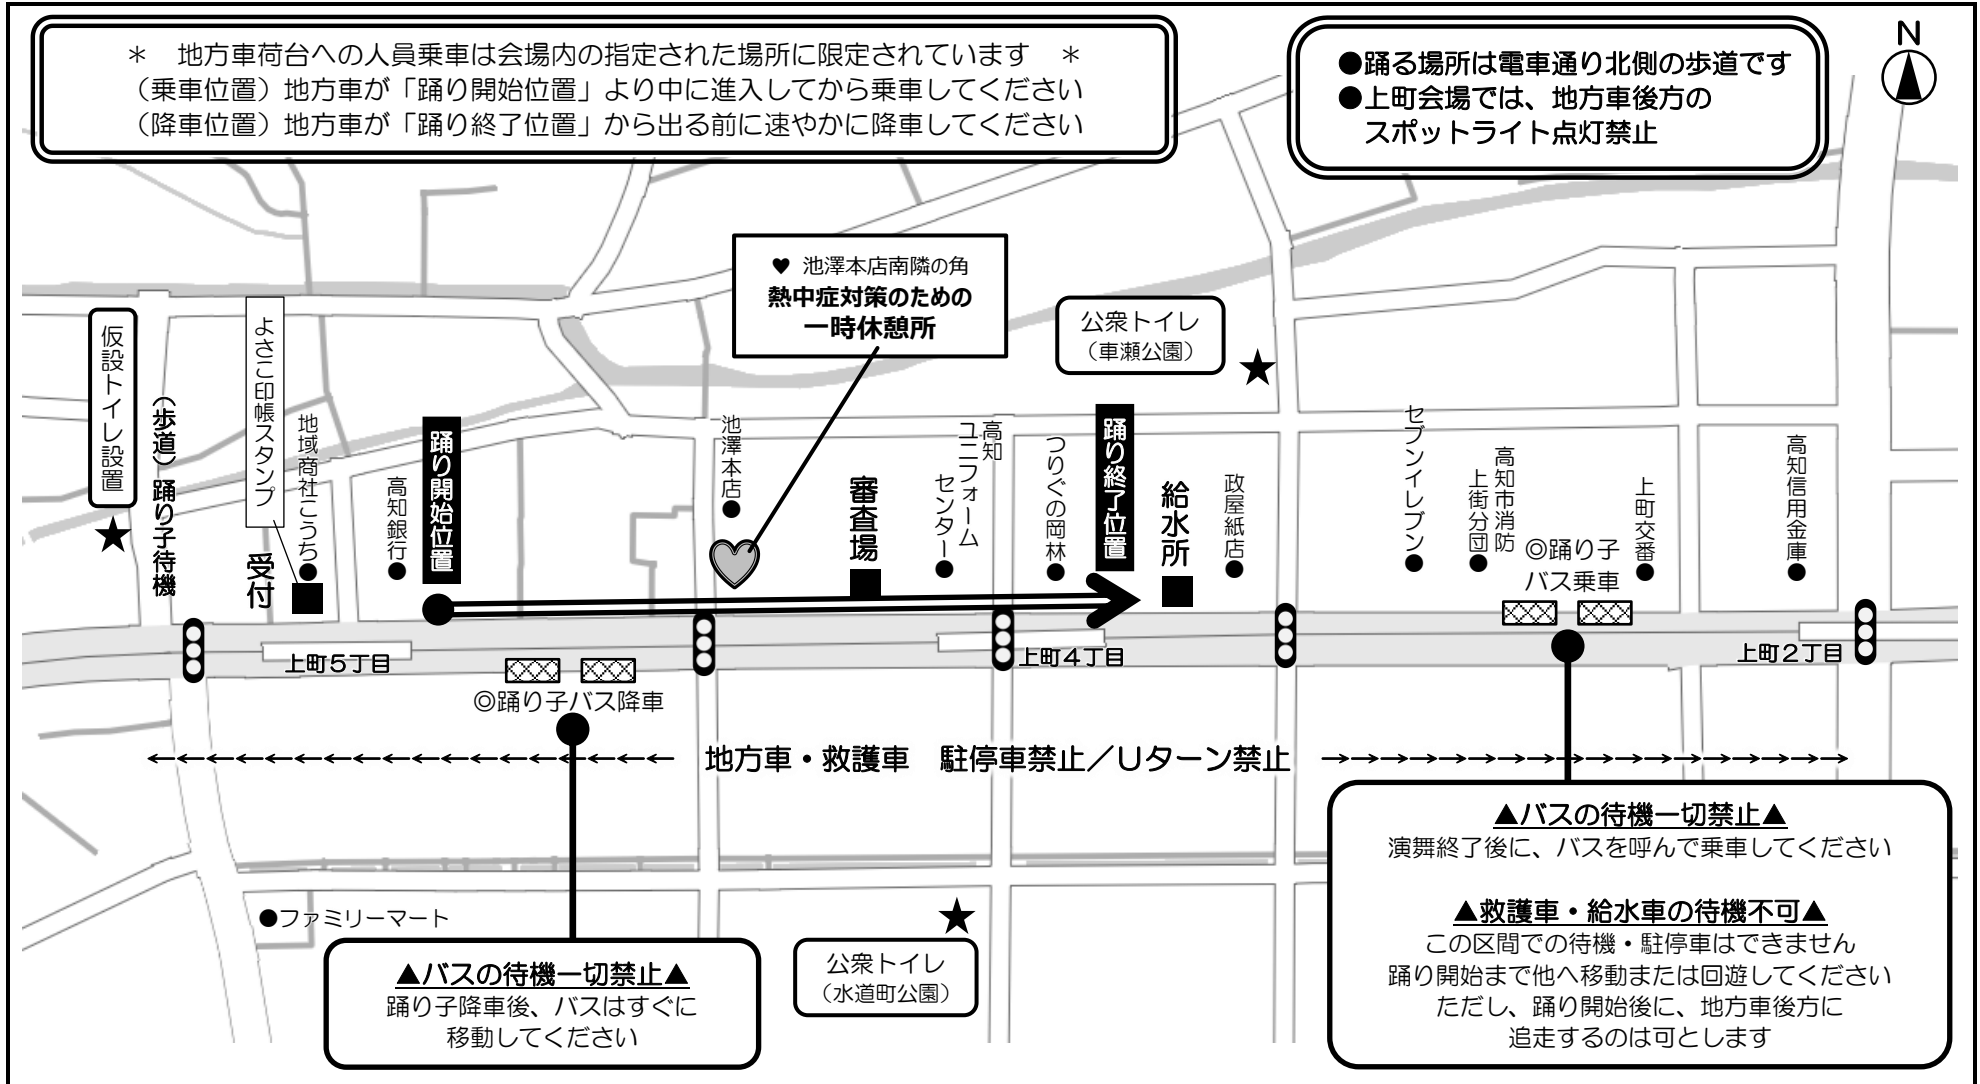 ＊　地方車荷台への人員乗車は会場内の指定された場所に限定されています　＊
（乗車位置）地方車が「踊り開始位置」より中に進入してから乗車してください
（降車位置）地方車が「踊り終了位置」から出る前に速やかに降車してください
●踊る場所は電車通り北側の歩道です
●上町会場では、地方車後方の
スポットライト点灯禁止
N
♥ 池澤本店南隣の角
熱中症対策のための
一時休憩所
公衆トイレ
（車瀬公園）
仮設トイレ設置
★
（歩道）踊り子待機
よさこ印帳スタンプ
受付
地域商社こうち●
高知銀行●
踊り開始位置
池澤本店●
審査場
高知
ユニフォーム
センター●
つりぐの岡林●
踊り終了位置
給水所
政屋紙店●
セブンイレブン●
高知市消防
上街分団●
◎踊り子
バス乗車
上町交番●
高知信用金庫●
上町5丁目
上町4丁目
上町2丁目
◎踊り子バス降車
地方車・救護車　駐停車禁止／Uターン禁止
●ファミリーマート
▲バスの待機一切禁止▲
踊り子降車後、バスはすぐに
移動してください
公衆トイレ
（水道町公園）
▲バスの待機一切禁止▲
演舞終了後に、バスを呼んで乗車してください
▲救護車・給水車の待機不可▲
この区間での待機・駐停車はできません
踊り開始まで他へ移動または回遊してください
ただし、踊り開始後に、地方車後方に
追走するのは可とします